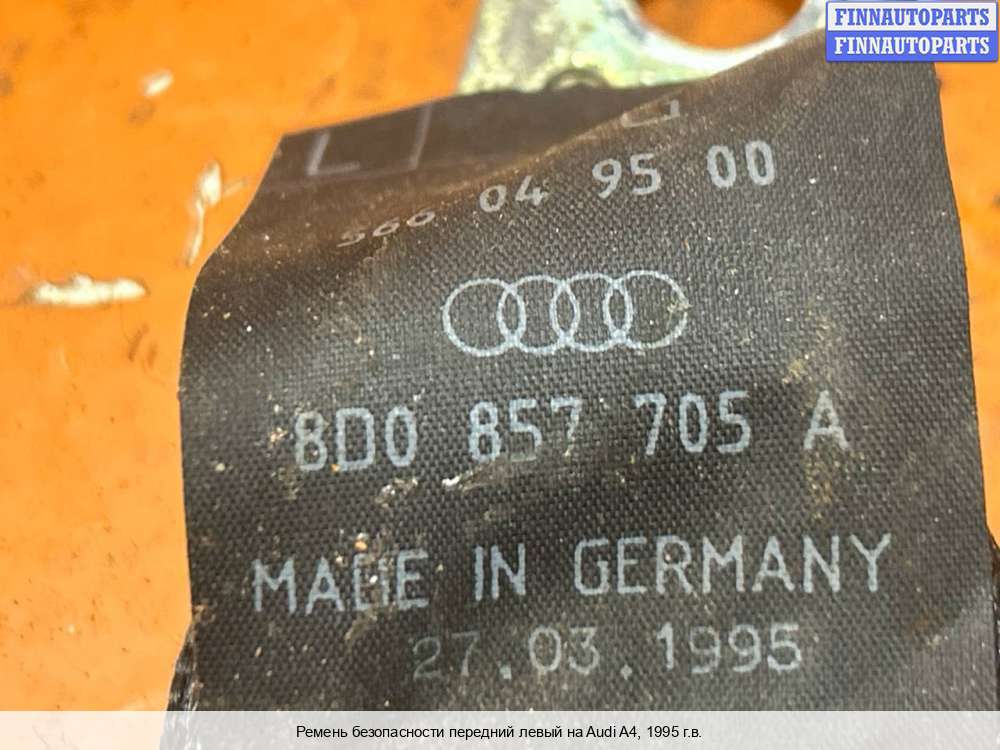 FINNAUTOPARTS
FINNAUTOPARTS
566 04 95 00
8D0 857 705 A
MADE IN GERMANY
27.03.1995
Ремень безопасности передний левый на Audi A4, 1995 г.в.